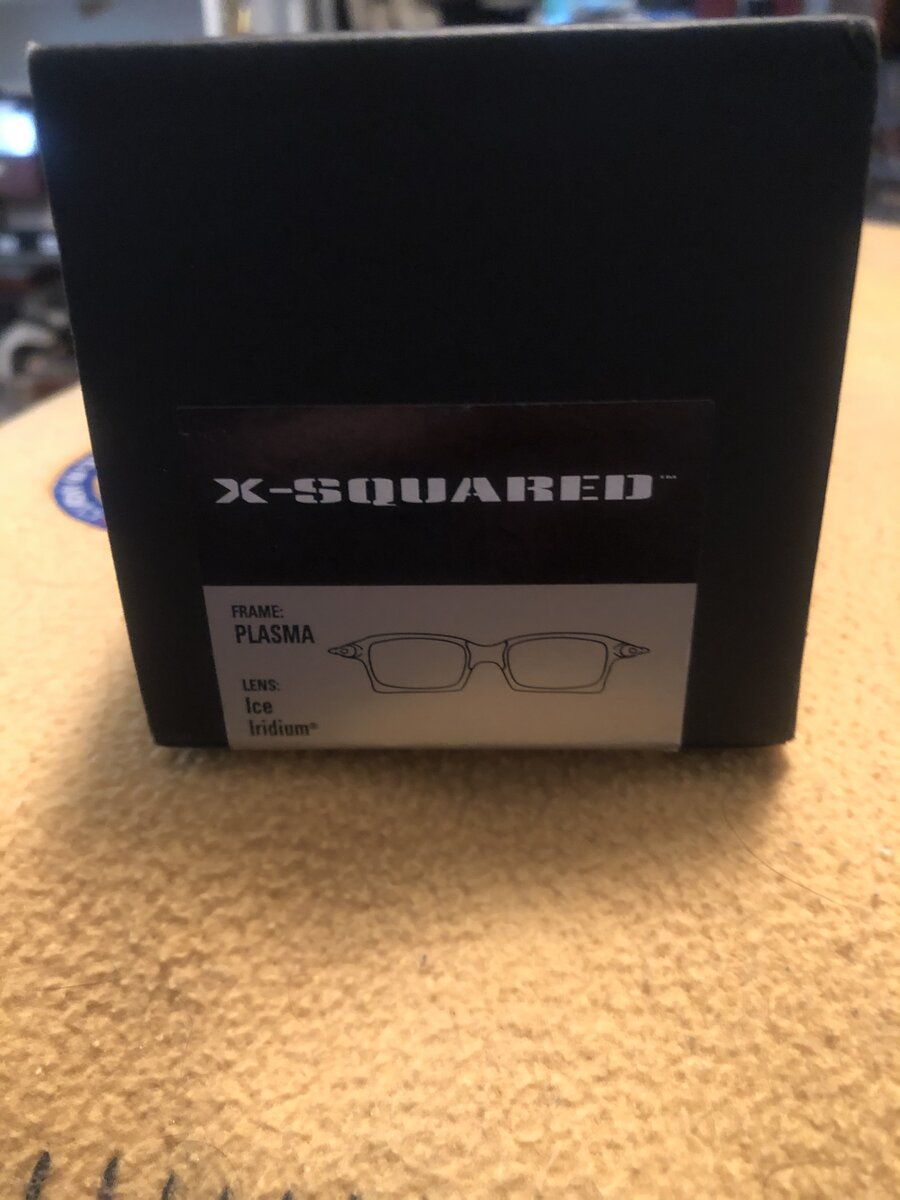 X-SQUARED™
FRAME:
PLASMA
LENS:
Ice
Iridium®